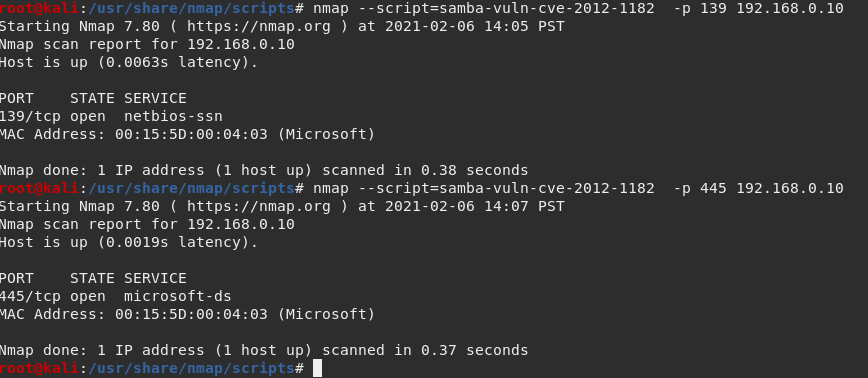 root@kali:/usr/share/nmap/scripts# nmap --script=samba-vuln-cve-2012-1182  -p 139 192.168.0.10
Starting Nmap 7.80 ( https://nmap.org ) at 2021-02-06 14:05 PST
Nmap scan report for 192.168.0.10
Host is up (0.0063s latency).

PORT    STATE SERVICE
139/tcp open  netbios-ssn
MAC Address: 00:15:5D:00:04:03 (Microsoft)

Nmap done: 1 IP address (1 host up) scanned in 0.38 seconds
root@kali:/usr/share/nmap/scripts# nmap --script=samba-vuln-cve-2012-1182  -p 445 192.168.0.10
Starting Nmap 7.80 ( https://nmap.org ) at 2021-02-06 14:07 PST
Nmap scan report for 192.168.0.10
Host is up (0.0019s latency).

PORT    STATE SERVICE
445/tcp open  microsoft-ds
MAC Address: 00:15:5D:00:04:03 (Microsoft)

Nmap done: 1 IP address (1 host up) scanned in 0.37 seconds
root@kali:/usr/share/nmap/scripts#